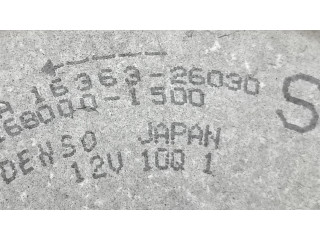 A 16363-26030
168000-1500
DENSO JAPAN
12V 10Q 1
S